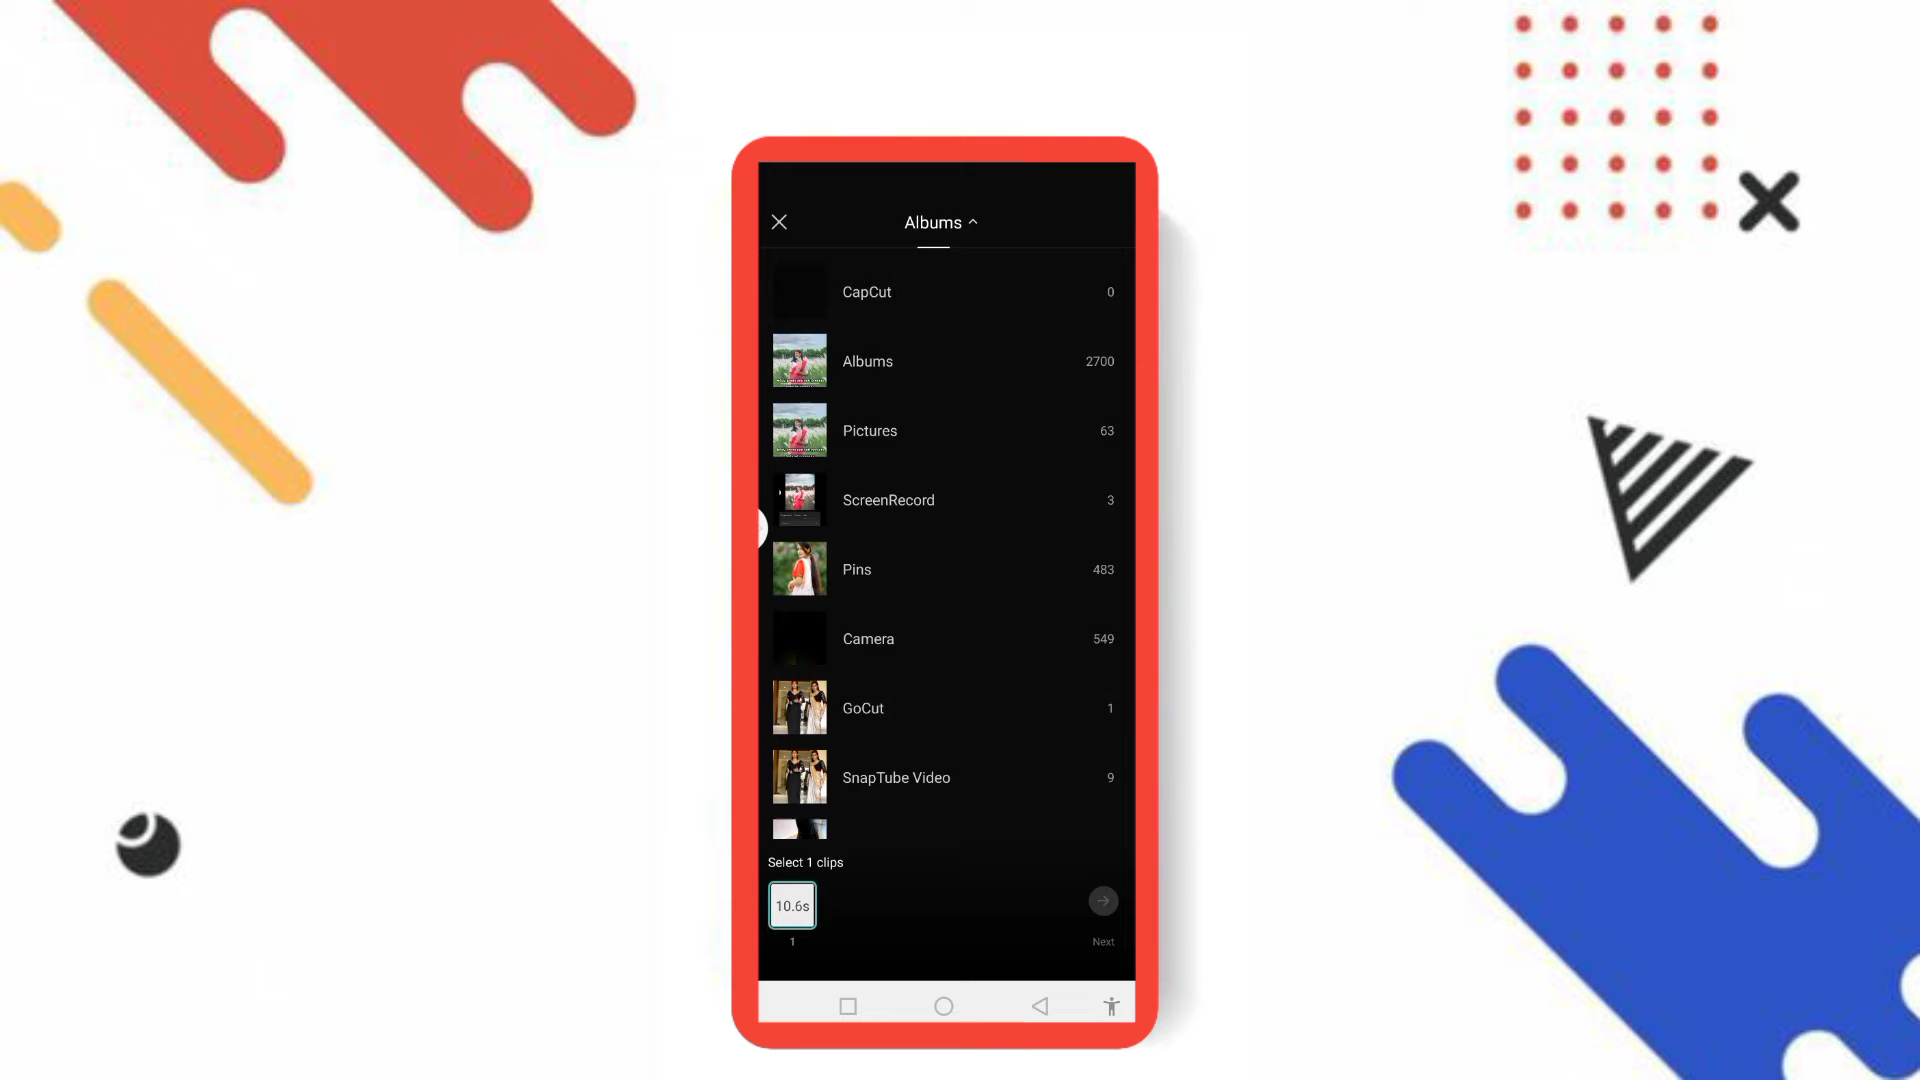 Albums
CapCut 0
Albums 2700
Pictures 63
ScreenRecord 3
Pins 483
Camera 549
GoCut 1
SnapTube Video 9
Select 1 clips
10.6s
1
Next